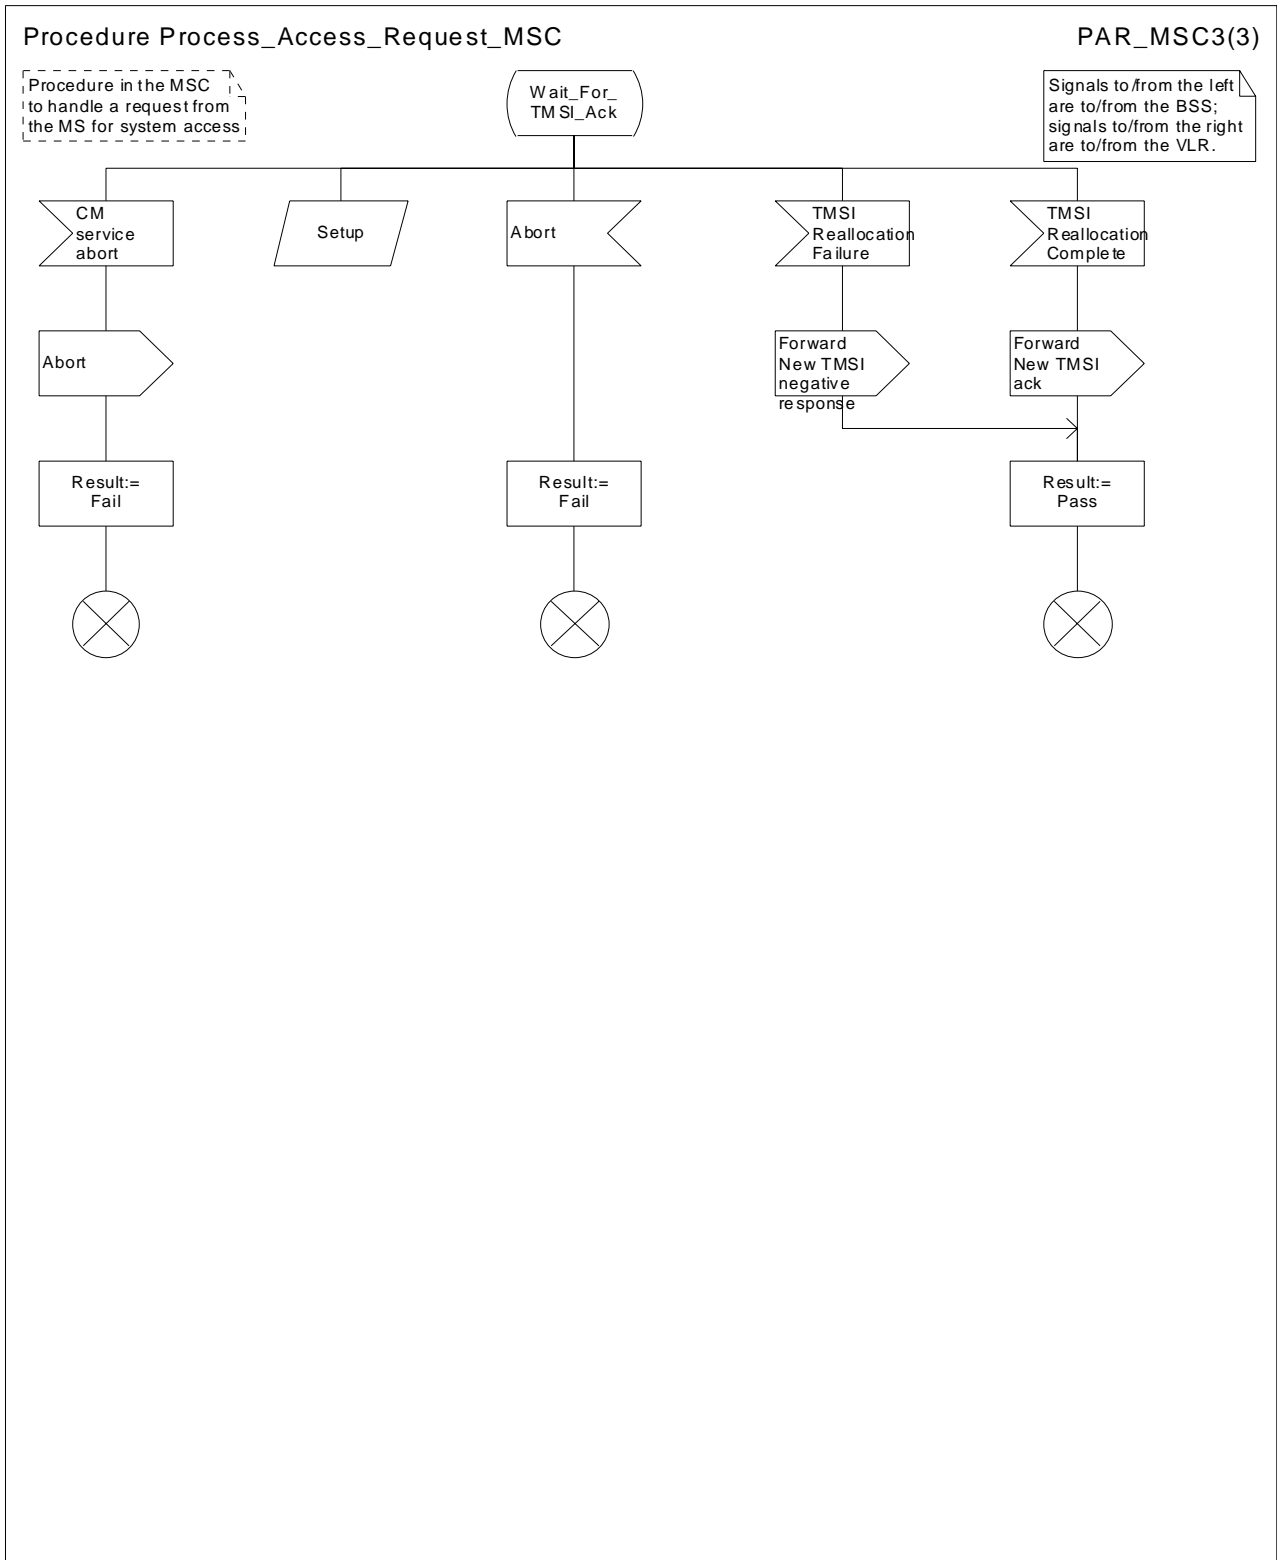 Procedure Process_Access_Request_MSC
PAR_MSC3(3)
Procedure in the MSC
to handle a request from
the MS for system access
Wait_For_
TMSI_Ack
Signals to/from the left
are to/from the BSS;
signals to/from the right
are to/from the VLR.
CM
service
abort
Setup
Abort
TMSI
Reallocation
Failure
TMSI
Reallocation
Complete
Abort
Forward
New TMSI
negative
response
Forward
New TMSI
ack
Result:=
Fail
Result:=
Fail
Result:=
Pass